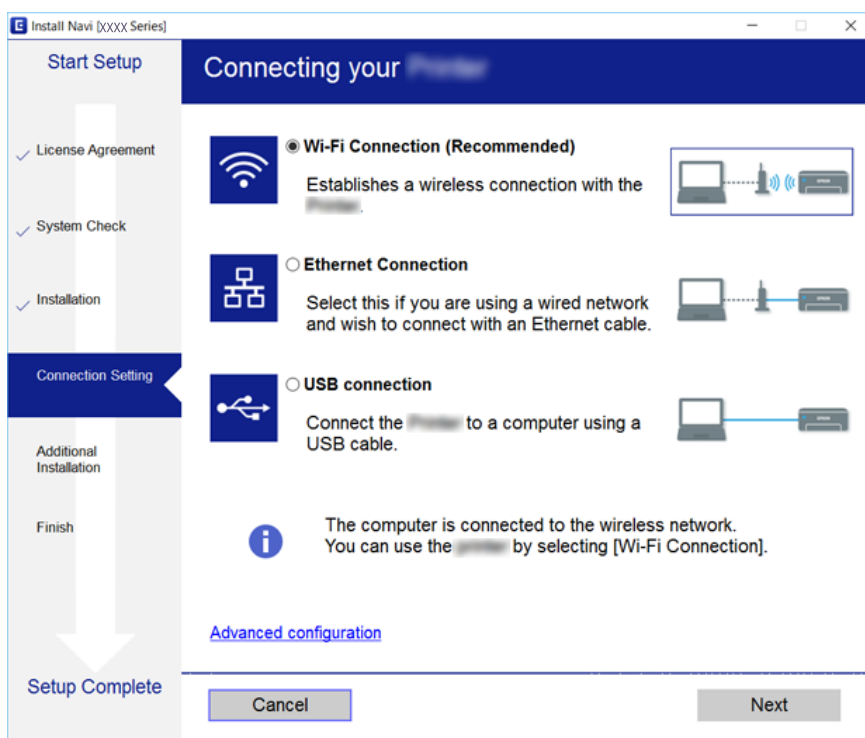 Install Navi [XXXX Series]
Start Setup
License Agreement
System Check
Installation
Connection Setting
Additional
Installation
Finish
Setup Complete
Connecting your
Wi-Fi Connection (Recommended)
Establishes a wireless connection with the
.
Ethernet Connection
Select this if you are using a wired network
and wish to connect with an Ethernet cable.
USB connection
Connect the to a computer using a
USB cable.
The computer is connected to the wireless network.
You can use the by selecting [Wi-Fi Connection].
Advanced configuration
Cancel
Next